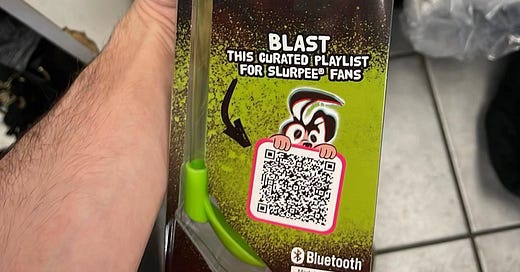 BLAST
THIS CURATED PLAYLIST
FOR SLURPEE® FANS
Bluetooth®